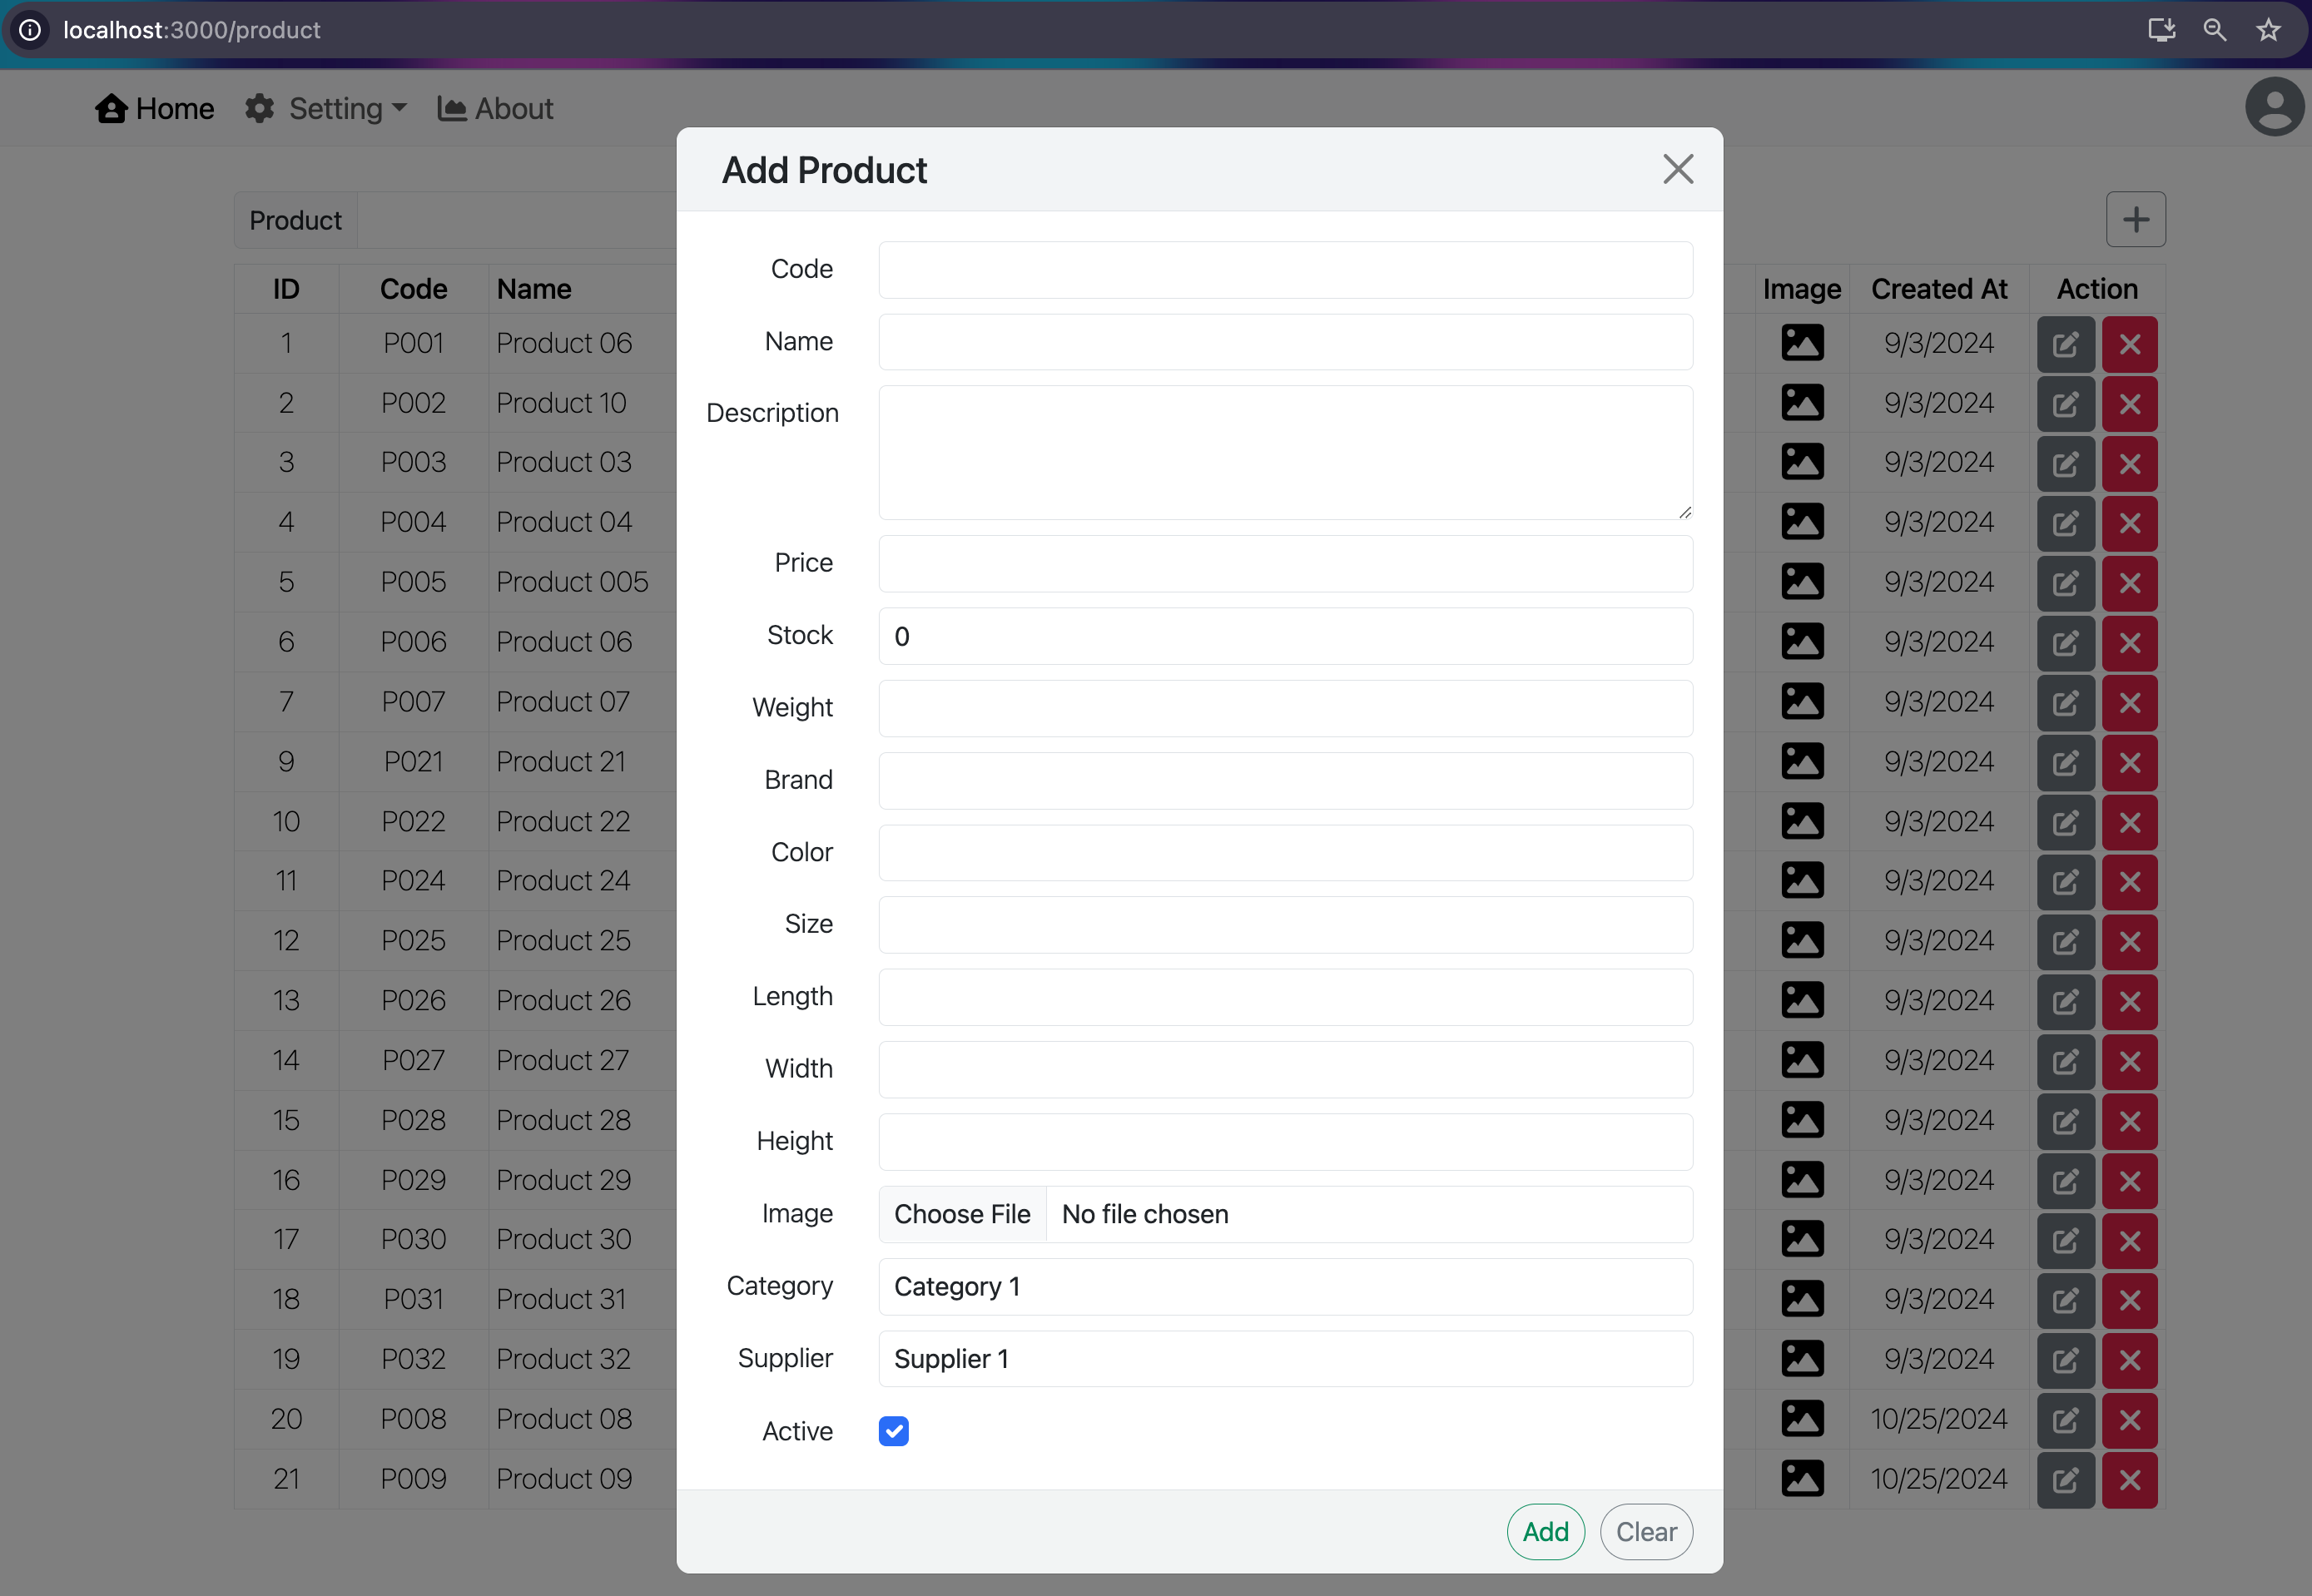 localhost:3000/product
Home Setting About
Add Product
Product
Code
Name
Description
Price
Stock 0
Weight
Brand
Color
Size
Length
Width
Height
Image Choose File No file chosen
Category Category 1
Supplier Supplier 1
Active
Add Clear
ID Code Name Image Created At Action
1 P001 Product 06 9/3/2024
2 P002 Product 10 9/3/2024
3 P003 Product 03 9/3/2024
4 P004 Product 04 9/3/2024
5 P005 Product 005 9/3/2024
6 P006 Product 06 9/3/2024
7 P007 Product 07 9/3/2024
9 P021 Product 21 9/3/2024
10 P022 Product 22 9/3/2024
11 P024 Product 24 9/3/2024
12 P025 Product 25 9/3/2024
13 P026 Product 26 9/3/2024
14 P027 Product 27 9/3/2024
15 P028 Product 28 9/3/2024
16 P029 Product 29 9/3/2024
17 P030 Product 30 9/3/2024
18 P031 Product 31 9/3/2024
19 P032 Product 32 9/3/2024
20 P008 Product 08 10/25/2024
21 P009 Product 09 10/25/2024